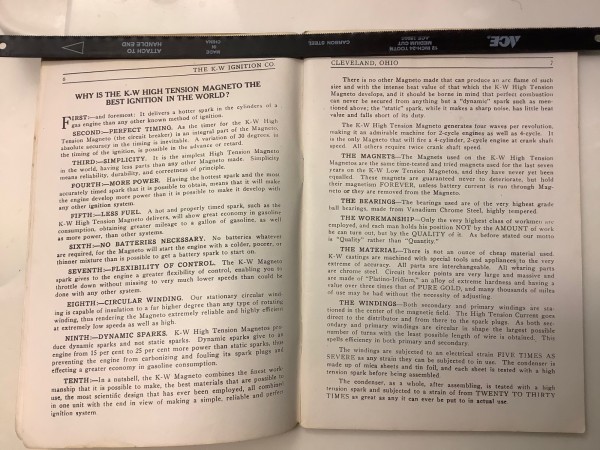 ATTACH TO
HANDLE END
MADE IN
CHINA
CARBON STEEL
12 INCH 24 TOOTH
MEDIUM CUT
ACE
6
THE K-W IGNITION CO.
WHY IS THE K-W HIGH TENSION MAGNETO THE
BEST IGNITION IN THE WORLD?
FIRST:—and foremost: It delivers a hotter spark in the cylinders of a
gas engine than any other known method of ignition.
SECOND:—PERFECT TIMING. As the timer for the K-W High
Tension Magneto (the circuit breaker) is an integral part of the Magneto,
absolute accuracy in the timing is inevitable. A variation of 30 degrees, in
the timing of the ignition, is possible in the advance or retard.
THIRD:—SIMPLICITY. It is the simplest High Tension Magneto
in the world, having less parts than any other Magneto made. Simplicity
means reliability, durability, and correctness of principle.
FOURTH:—MORE POWER. Having the hottest spark and the most
accurately timed spark that it is possible to obtain, means that it will make
the engine develop more power than it is possible to make it develop with
any other ignition system.
FIFTH:—LESS FUEL. A hot and properly timed spark, such as the
K-W High Tension Magneto delivers, will show great economy in gasoline
consumption, obtaining greater mileage to a gallon of gasoline, as well
as more power, than other systems.
SIXTH:—NO BATTERIES NECESSARY. No batteries whatever
are required, for the Magneto will start the engine with a colder, poorer, or
thinner mixture than is possible to get a battery spark to start on.
SEVENTH:—FLEXIBILITY OF CONTROL. The K-W Magneto
spark gives to the engine a greater flexibility of control, enabling you to
throttle down without missing to very much lower speeds than could be
done with any other system.
EIGHTH:—CIRCULAR WINDING. Our stationary circular wind-
ing is capable of insulation to a far higher degree than any type of rotating
winding, thus rendering the Magneto extremely reliable and highly efficient
at extremely low speeds as well as high.
NINTH:—DYNAMIC SPARKS. K-W High Tension Magnetos pro-
duce dynamic sparks and not static sparks. Dynamic sparks give to an
engine from 15 per cent to 25 per cent more power than static sparks, thus
preventing the engine from carbonizing and fouling its spark plugs and
effecting a greater economy in gasoline consumption.
TENTH:—In a nutshell, the K-W Magneto combines the finest work-
manship that it is possible to make, the best materials that are possible to
use, the most scientific design that has ever been employed, all combined
in one unit with the end in view of making a simple, reliable and perfect
ignition system.
CLEVELAND, OHIO
7
There is no other Magneto made that can produce an arc flame of such
size and with the intense heat value of that which the K-W High Tension
Magneto develops, and it should be borne in mind that perfect combustion
can never be secured from anything but a "dynamic" spark such as men-
tioned above; the "static" spark, while it makes a sharp noise, has little heat
value and falls short of its duty.
The K-W High Tension Magneto generates four waves per revolution,
making it an admirable machine for 2-cycle engines as well as 4-cycle. It
is the only Magneto that will fire a 4-cylinder, 2-cycle engine at crank shaft
speed. All others require twice crank shaft speed.
THE MAGNETS—The Magnets used on the K-W High Tension
Magnetos are the same time-tested and tried magnets used for the last seven
years on the K-W Low Tension Magnetos, and they have never yet been
equalled. These magnets are guaranteed never to deteriorate, but hold
their magnetism FOREVER, unless battery current is run through Mag-
neto or they are removed from the Magneto.
THE BEARINGS—The bearings used are of the very highest grade
ball bearings, made from Vanadium Chrome Steel, highly tempered.
THE WORKMANSHIP—Only the very highest class of workmen are
employed, and each man holds his position NOT by the AMOUNT of work
he can turn out, but by the QUALITY of it. As before stated our motto
is "Quality" rather than "Quantity."
THE MATERIAL—There is not an ounce of cheap material used.
K-W castings are machined with special tools and appliances to the very
extreme of accuracy. All parts are interchangeable. All wearing parts
are chrome steel. Circuit breaker points are very large and massive and
are made of "Platino-Iridium," an alloy of extreme hardness and having a
value over three times that of PURE GOLD, and many thousands of miles
of use may be had without the necessity of adjusting.
THE WINDINGS—Both secondary and primary windings are sta-
tioned in the center of the magnetic field. The High Tension Current goes
direct to the distributor and from there to the spark plugs. As both sec-
ondary and primary windings are circular in shape the largest possible
number of turns with the least possible length of wire is obtained. This
spells efficiency in both primary and secondary.
The windings are subjected to an electrical strain FIVE TIMES AS
SEVERE as any strain they can be subjected to in use. The condenser is
made up of mica sheets and tin foil, and each sheet is tested with a high
tension spark before being assembled.
The condenser, as a whole, after assembling, is tested with a high
tension spark and subjected to a strain of from TWENTY TO THIRTY
TIMES as great as any it can ever be put to in actual use.